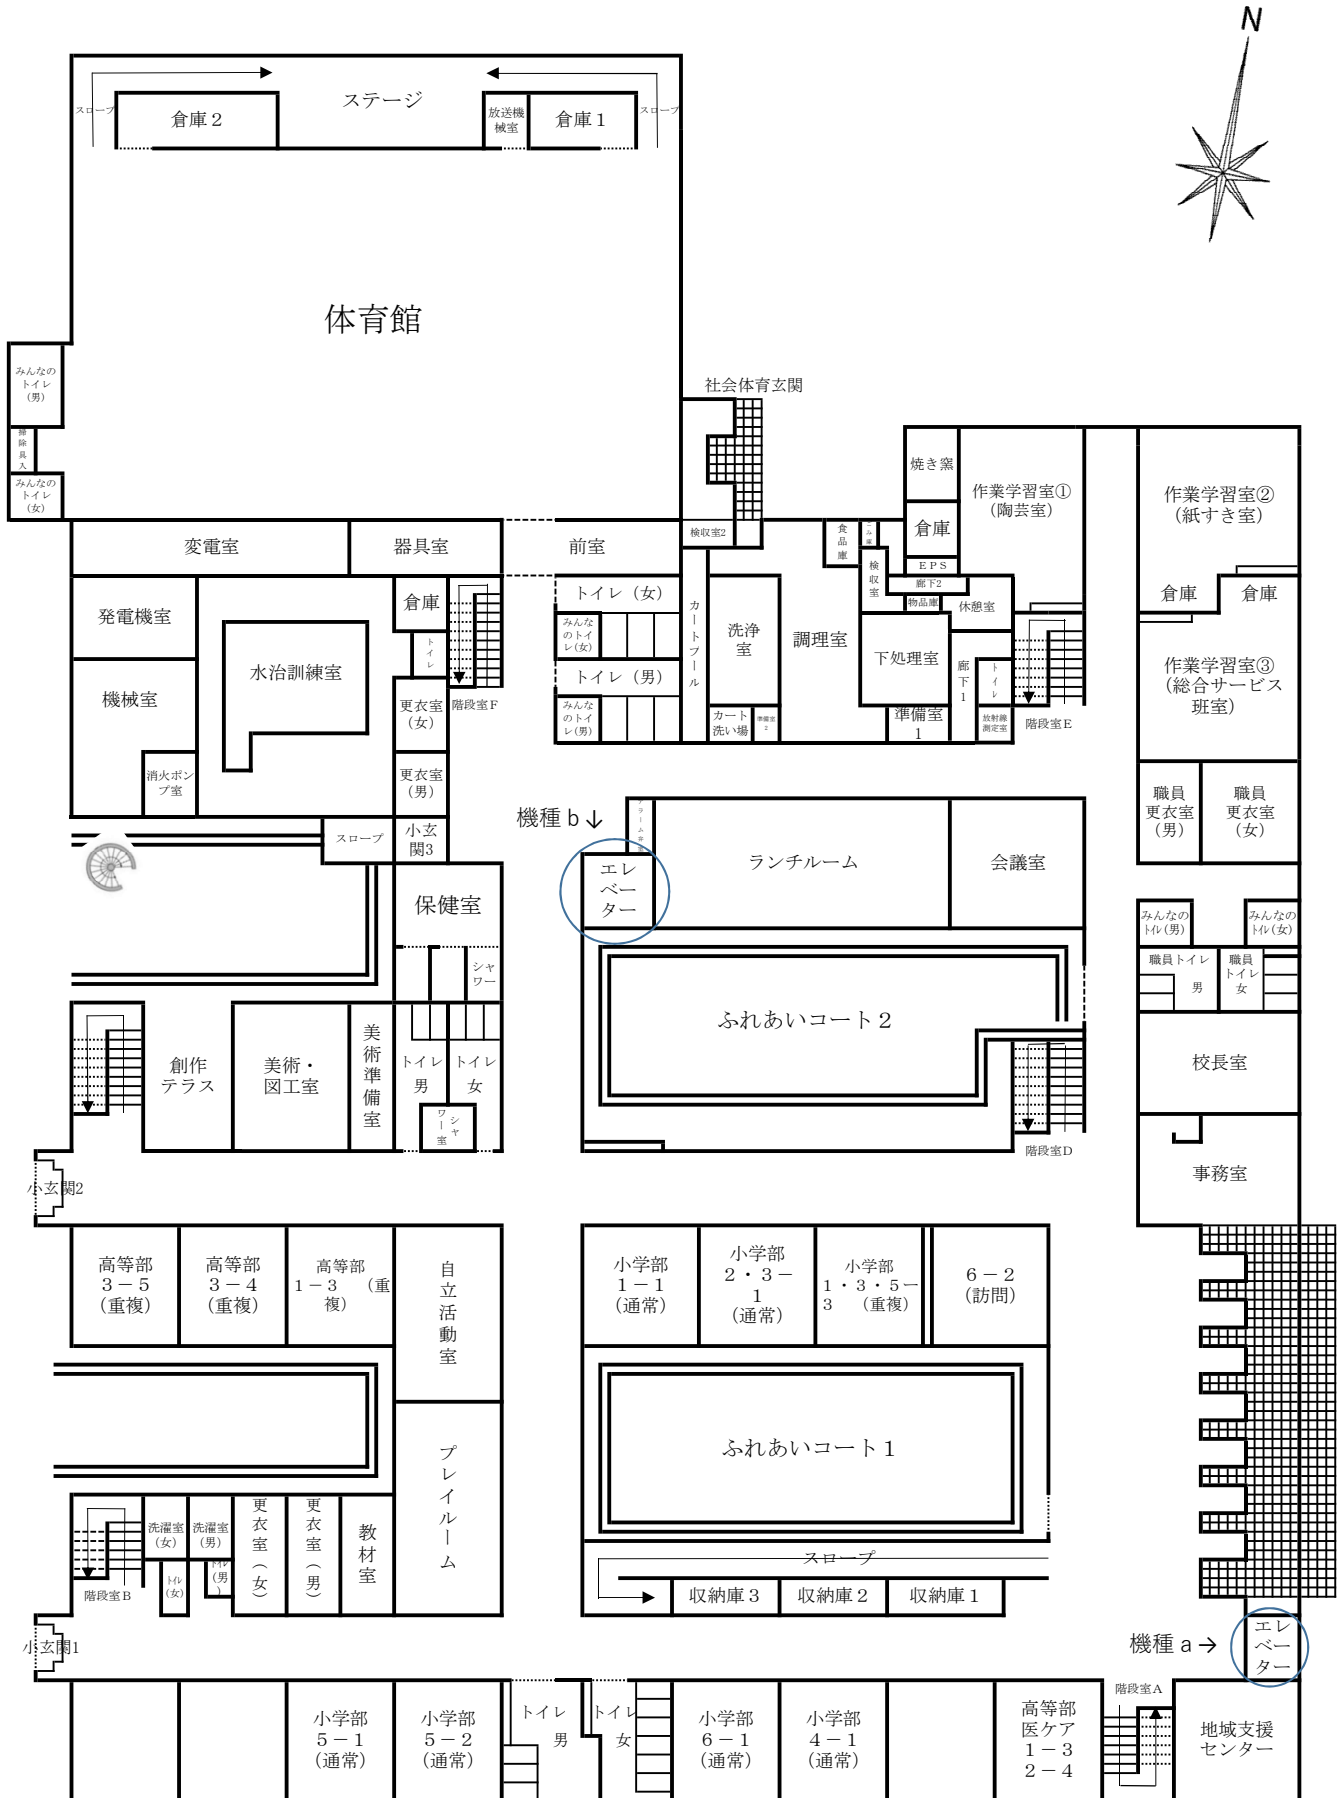 N
スロープ
倉庫２
ステージ
放送機
械室
倉庫１
スロープ
体育館
みんなの
トイレ
(男)
掃
除
具
入
みんなの
トイレ
(女)
社会体育玄関
焼き窯
作業学習室①
(陶芸室)
作業学習室②
(紙すき室)
倉庫
変電室
器具室
前室
検収室2
食
品
庫
検
収
室
ＥＰＳ
廊下2
物品庫
休憩室
倉庫
倉庫
発電機室
水治訓練室
倉庫
トイレ（女）
みんな
のトイ
レ(女)
カ
ー
ト
プ
ー
ル
洗浄
室
調理室
下処理室
ト
イ
レ
機械室
トイレ（男）
廊
下
1
ト
イ
レ
作業学習室③
(総合サービス
班室)
更衣室
(女)
階段室F
みんな
のトイ
レ(男)
カート
洗い場
準備室
2
準備室
1
放射線
測定室
階段室E
消火ポン
プ室
更衣室
(男)
職員
更衣室
(男)
職員
更衣室
(女)
機種ｂ↓
スロープ
小玄
関3
エレ
ベー
ター
ランチルーム
会議室
保健室
みんなの
ﾄｲﾚ(男)
みんなの
ﾄｲﾚ(女)
シャ
ワー
職員トイレ
男
職員
トイレ
女
ふれあいコート２
創作
テラス
美術・
図工室
美
術
準
備
室
トイレ
男
トイレ
女
シャ
ワー室
校長室
階段室D
事務室
小玄関2
高等部
３－５
(重複)
高等部
３－４
(重複)
高等部
１－３　（重
複）
自
立
活
動
室
小学部
１－１
（通常）
小学部
２・３－
１
（通常）
小学部
１・３・５ー
３　（重複）
６－２
(訪問)
ふれあいコート１
プ
レ
イ
ル
ー
ム
洗濯室
(女)
洗濯室
(男)
更
衣
室
（
女
）
更
衣
室
（
男
）
教
材
室
ﾄｲﾚ
(女)
ﾄｲﾚ
(男
)
階段室B
スロープ
収納庫３
収納庫２
収納庫１
小玄関1
機種ａ→
エレ
ベー
ター
階段室A
小学部
５－１
（通常）
小学部
５－２
（通常）
トイレ
男
トイレ
女
小学部
６－１
（通常）
小学部
４－１
（通常）
高等部
医ケア
１－３
２－４
地域支援
センター